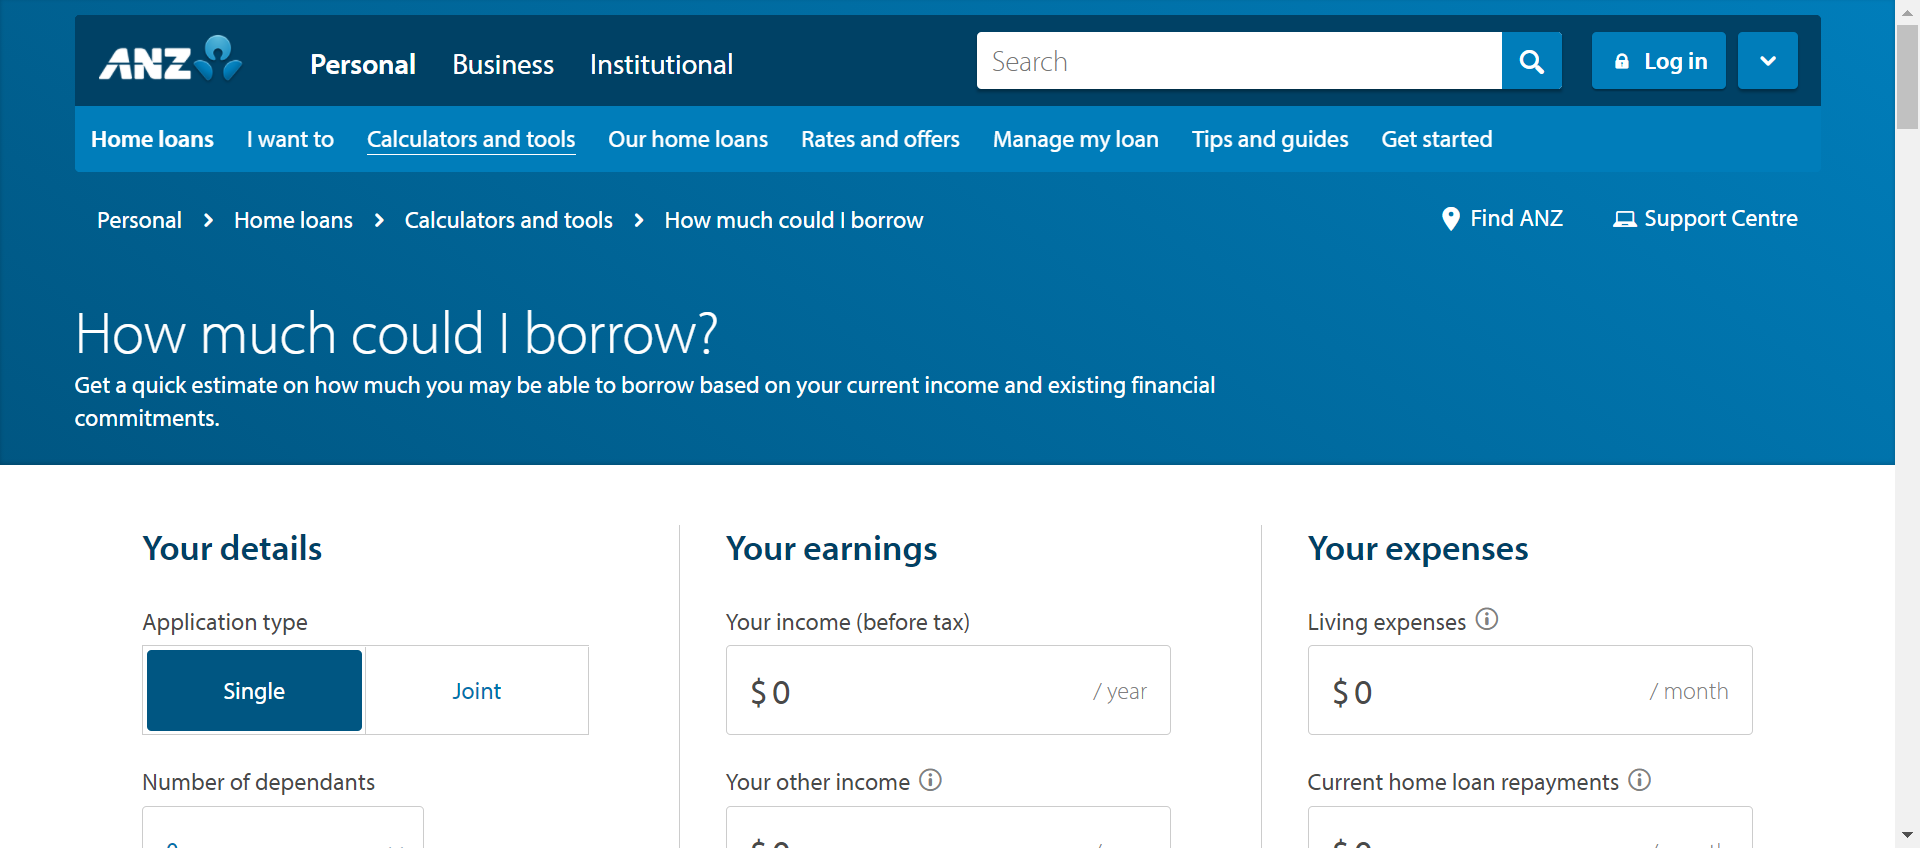 ANZ
Personal Business Institutional
Search
Log in
Home loans I want to Calculators and tools Our home loans Rates and offers Manage my loan Tips and guides Get started
Personal Home loans Calculators and tools How much could I borrow
Find ANZ Support Centre
How much could I borrow?
Get a quick estimate on how much you may be able to borrow based on your current income and existing financial
commitments.
Your details
Application type
Single Joint
Number of dependants
Your earnings
Your income (before tax)
$ 0 / year
Your other income
Your expenses
Living expenses
$ 0 / month
Current home loan repayments